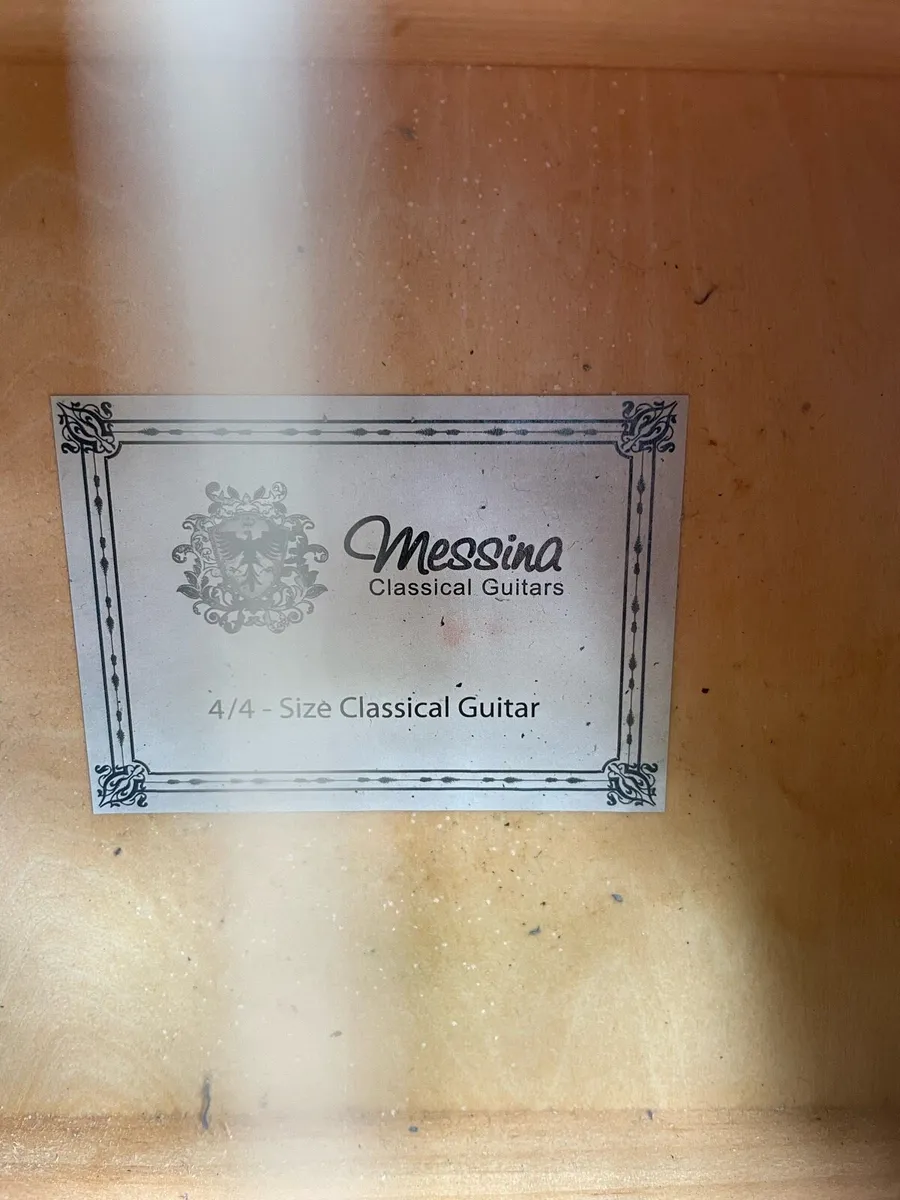 Messina
Classical Guitars
4/4 - Size Classical Guitar